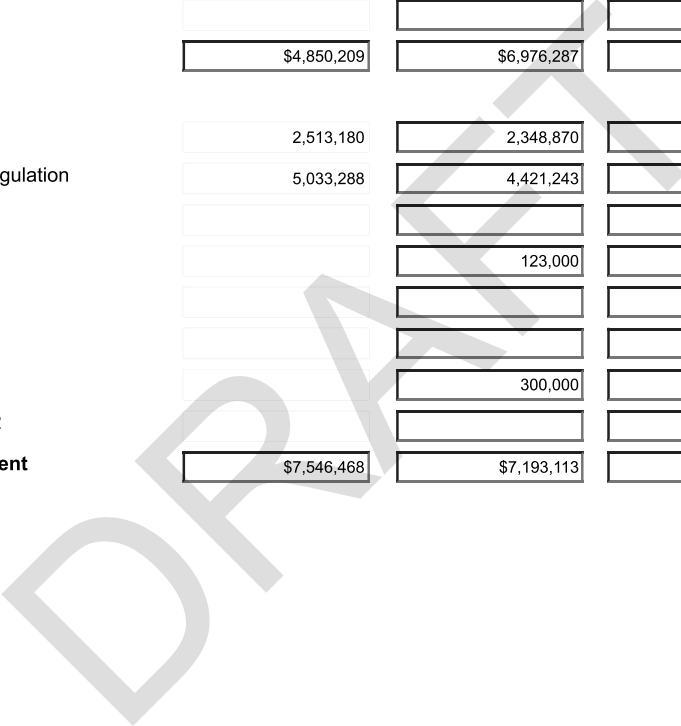 $4,850,209 $6,976,287
2,513,180 2,348,870
gulation 5,033,288 4,421,243
123,000
300,000
ent $7,546,468 $7,193,113
DRAFT